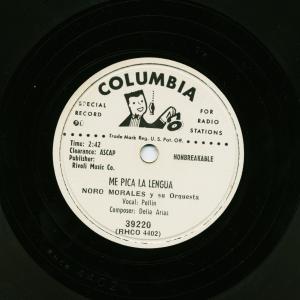 COLUMBIA
SPECIAL RECORD
FOR RADIO STATIONS
Trade Mark Reg. U. S. Pat. Off.
Time: 2:42
Clearance: ASCAP
Publisher:
Rivoli Music Co.
NONBREAKABLE
ME PICA LA LENGUA
NORO MORALES y su Orquesta
Vocal: Pellin
Composer: Delio Arias
39220
(RHCO 4402)